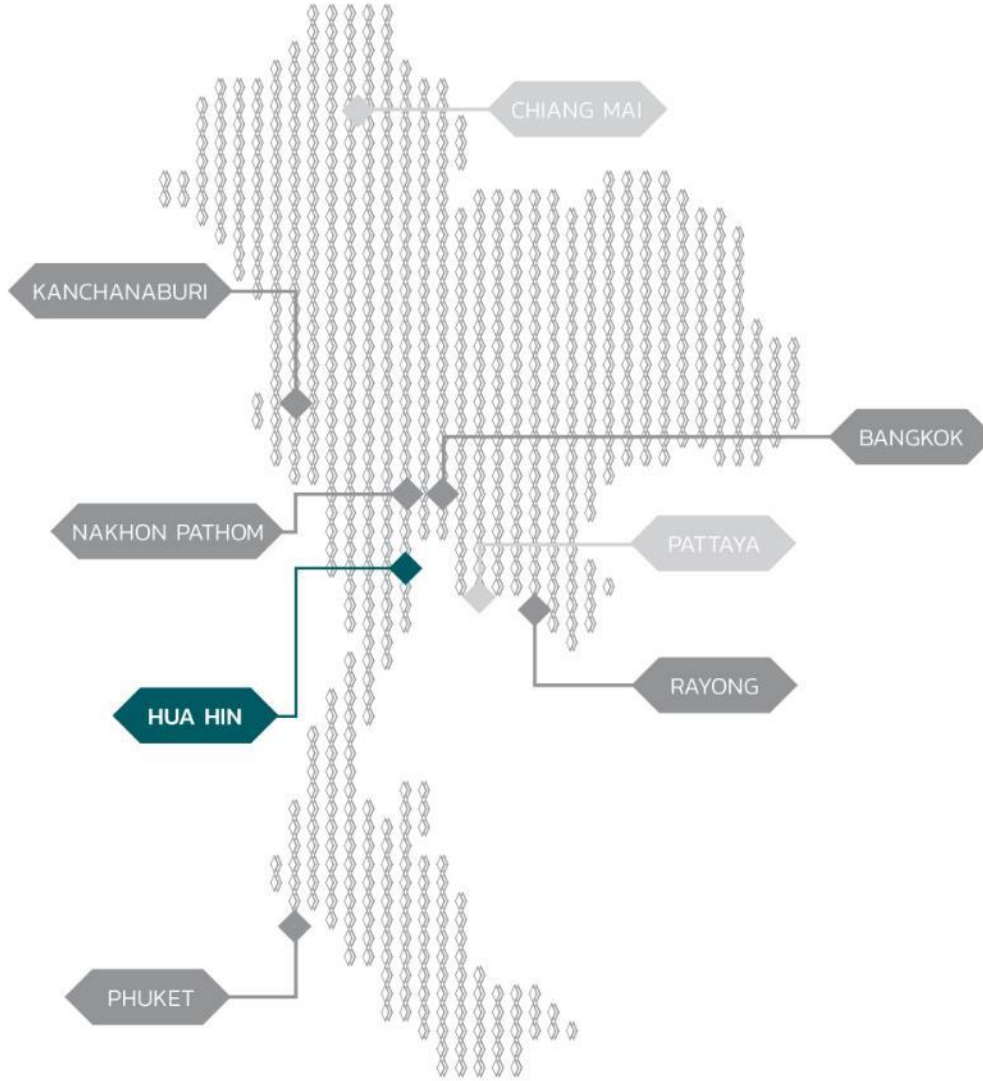 CHIANG MAI
KANCHANABURI
BANGKOK
NAKHON PATHOM
PATTAYA
RAYONG
HUA HIN
PHUKET